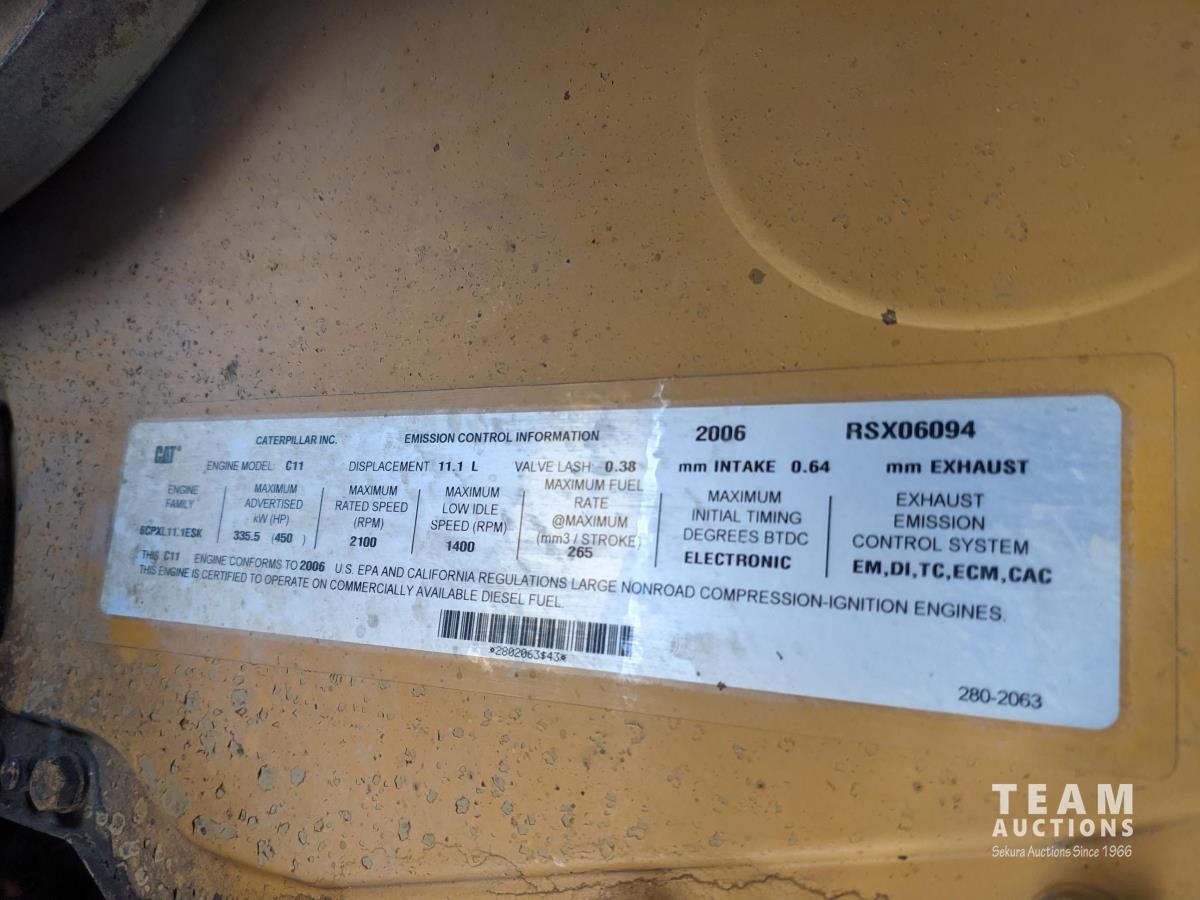 CAT CATERPILLAR INC. EMISSION CONTROL INFORMATION 2006 RSX06094
ENGINE MODEL: C11 DISPLACEMENT 11.1 L VALVE LASH: 0.38 mm INTAKE 0.64 mm EXHAUST
ENGINE
FAMILY
6CPXL11.1ESK
MAXIMUM
ADVERTISED
kW (HP)
335.5 (450)
MAXIMUM
RATED SPEED
(RPM)
2100
MAXIMUM
LOW IDLE
SPEED (RPM)
1400
MAXIMUM FUEL
RATE
@MAXIMUM
(mm3 / STROKE)
265
MAXIMUM
INITIAL TIMING
DEGREES BTDC
ELECTRONIC
EXHAUST
EMISSION
CONTROL SYSTEM
EM,DI,TC,ECM,CAC
THIS C11 ENGINE CONFORMS TO 2006 U.S. EPA AND CALIFORNIA REGULATIONS LARGE NONROAD COMPRESSION-IGNITION ENGINES.
THIS ENGINE IS CERTIFIED TO OPERATE ON COMMERCIALLY AVAILABLE DIESEL FUEL.
*2802063$43*
280-2063
TEAM
AUCTIONS
Sekura Auctions Since 1966